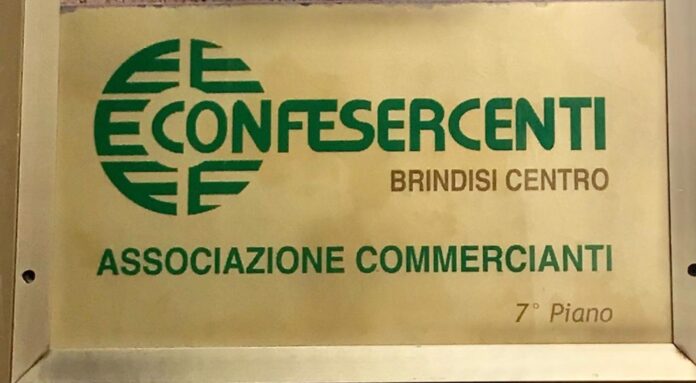 CONFESERCENTI
BRINDISI CENTRO
ASSOCIAZIONE COMMERCIANTI
7° Piano